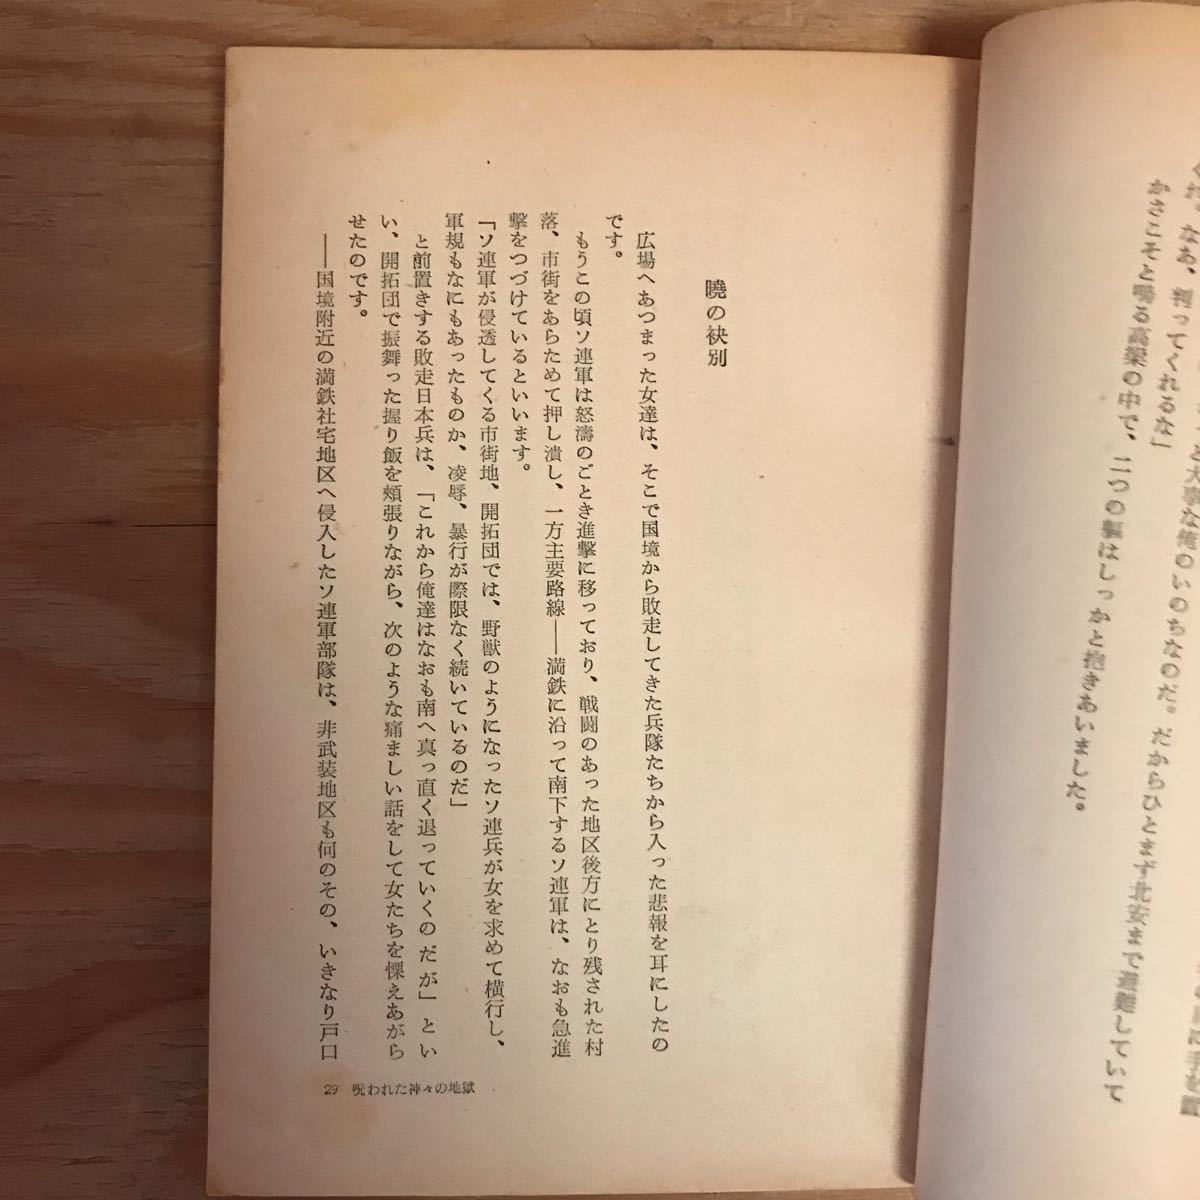 くれ。なあ、判ってくれるな」
かさこそと鳴る高梁の中で、二つの軀はしっかと抱きあいました。
と大事な俺のいのちなのだ。だからひとまず北安まで避難していて
暁の袂別
広場へあつまった女達は、そこで国境から敗走してきた兵隊たちから入った悲報を耳にしたの
です。
もうこの頃ソ連軍は怒濤のごとき進撃に移っており、戦闘のあった地区後方にとり残された村
落、市街をあらためて押し潰し、一方主要路線――満鉄に沿って南下するソ連軍は、なおも急進
撃をつづけているといいます。
「ソ連軍が侵透してくる市街地、開拓団では、野獣のようになったソ連兵が女を求めて横行し、
軍規もなにもあったものか、凌辱、暴行が際限なく続いているのだ」
と前置きする敗走日本兵は、「これから俺達はなおも南へ真っ直く退っていくのだが」とい
い、開拓団で振舞った握り飯を頰張りながら、次のような痛ましい話をして女たちを慄えあがら
せたのです。
――国境附近の満鉄社宅地区へ侵入したソ連軍部隊は、非武装地区も何のその、いきなり戸口
29 呪われた神々の地獄